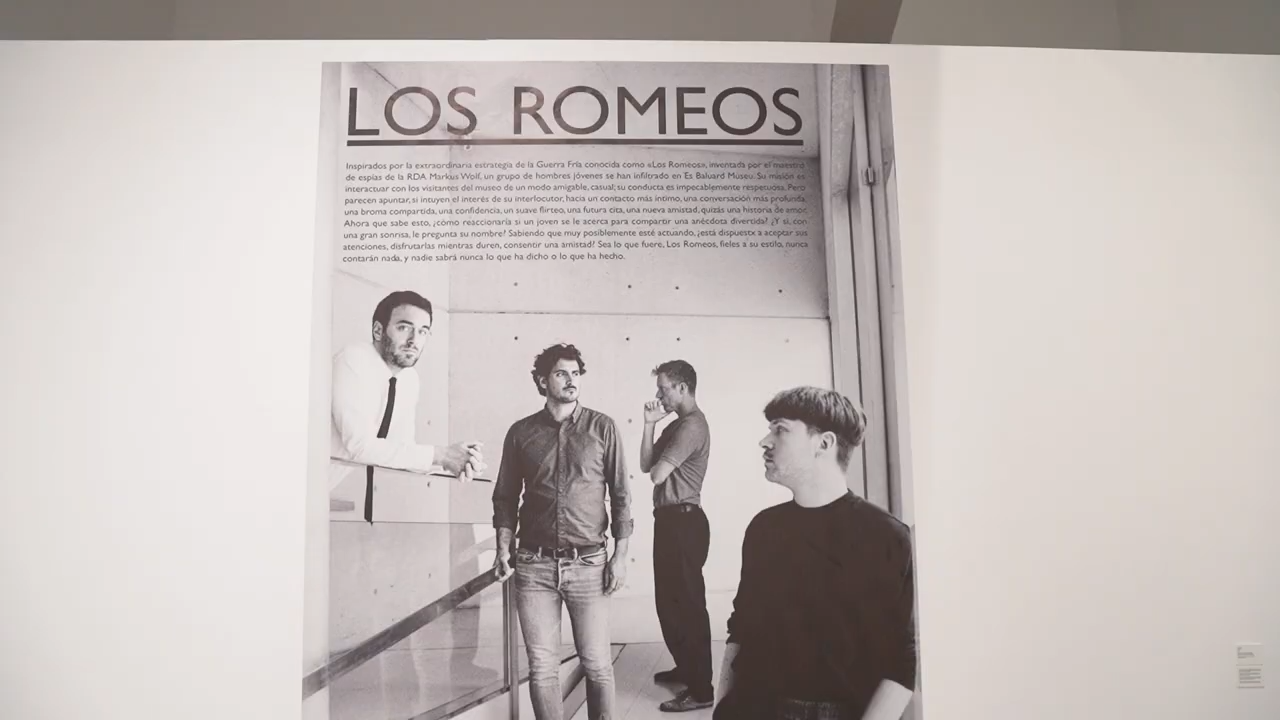 LOS ROMEOS
Inspirados por la extraordinaria estrategia de la Guerra Fría conocida como «Los Romeos», inventada por el maestro
de espías de la RDA Markus Wolf, un grupo de hombres jóvenes se han infiltrado en Es Baluard Museu. Su misión es
interactuar con los visitantes del museo de un modo amigable, casual; su conducta es impecablemente respetuosa. Pero
parecen apuntar, si intuyen el interés de su interlocutor, hacia un contacto más íntimo, una conversación más profunda,
una broma compartida, una confidencia, un suave flirteo, una futura cita, una nueva amistad, quizás una historia de amor.
Ahora que sabe esto, ¿cómo reaccionaría si un joven se le acerca para compartir una anécdota divertida? ¿Y si, con
una gran sonrisa, le pregunta su nombre? Sabiendo que muy posiblemente esté actuando, ¿está dispuestx a aceptar sus
atenciones, disfrutarlas mientras duren, consentir una amistad? Sea lo que fuere, Los Romeos, fieles a su estilo, nunca
contarán nada, y nadie sabrá nunca lo que ha dicho o lo que ha hecho.